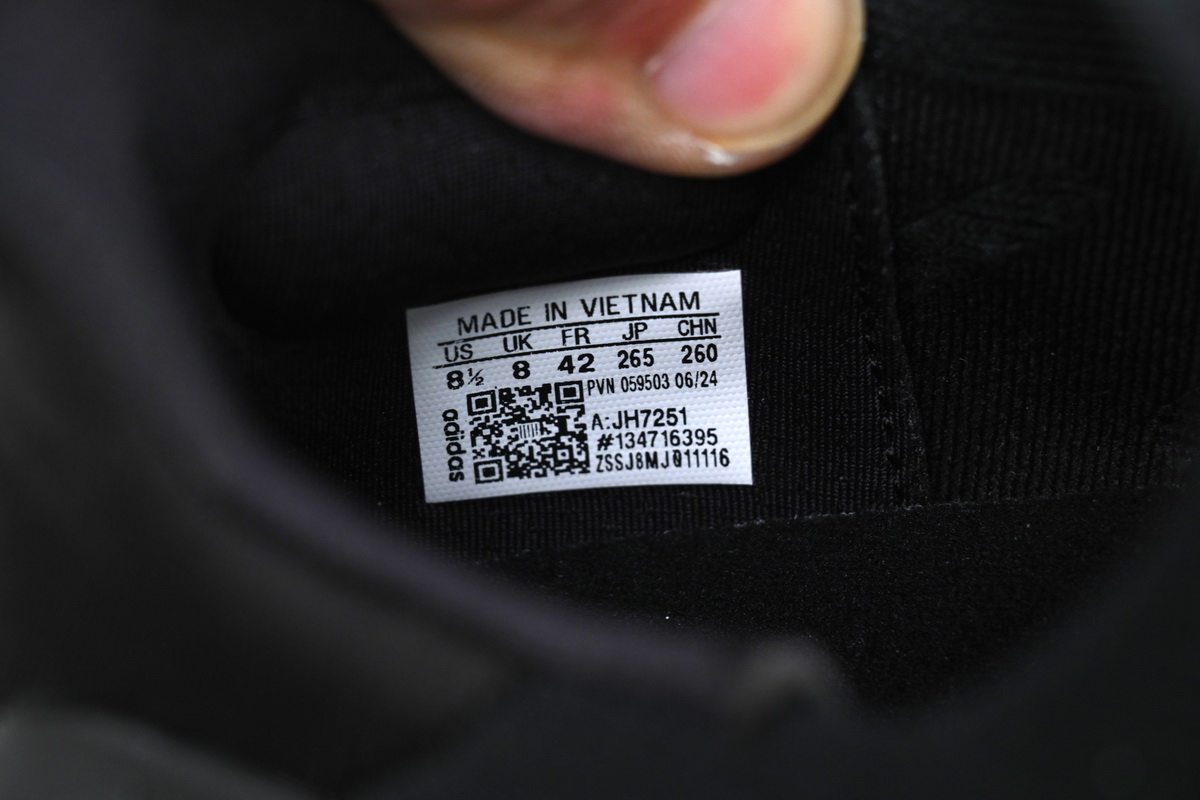 MADE IN VIETNAM
US UK FR JP CHN
8½ 8 42 265 260
PVN 059503 06/24
adidas
A:JH7251
#134716395
ZSSJ8MJ011116